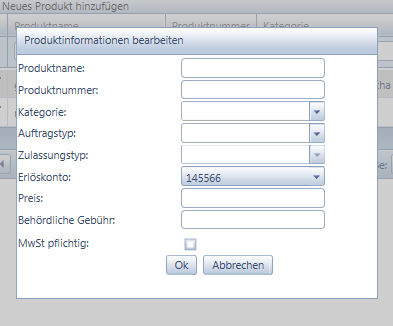 Neues Produkt hinzufügen
Produktname Produktnummer Kategorie
Produktinformationen bearbeiten
Produktname:
Produktnummer:
Kategorie:
Auftragstyp:
Zulassungstyp:
Erlöskonto: 145566
Preis:
Behördliche Gebühr:
MwSt pflichtig:
Ok Abbrechen